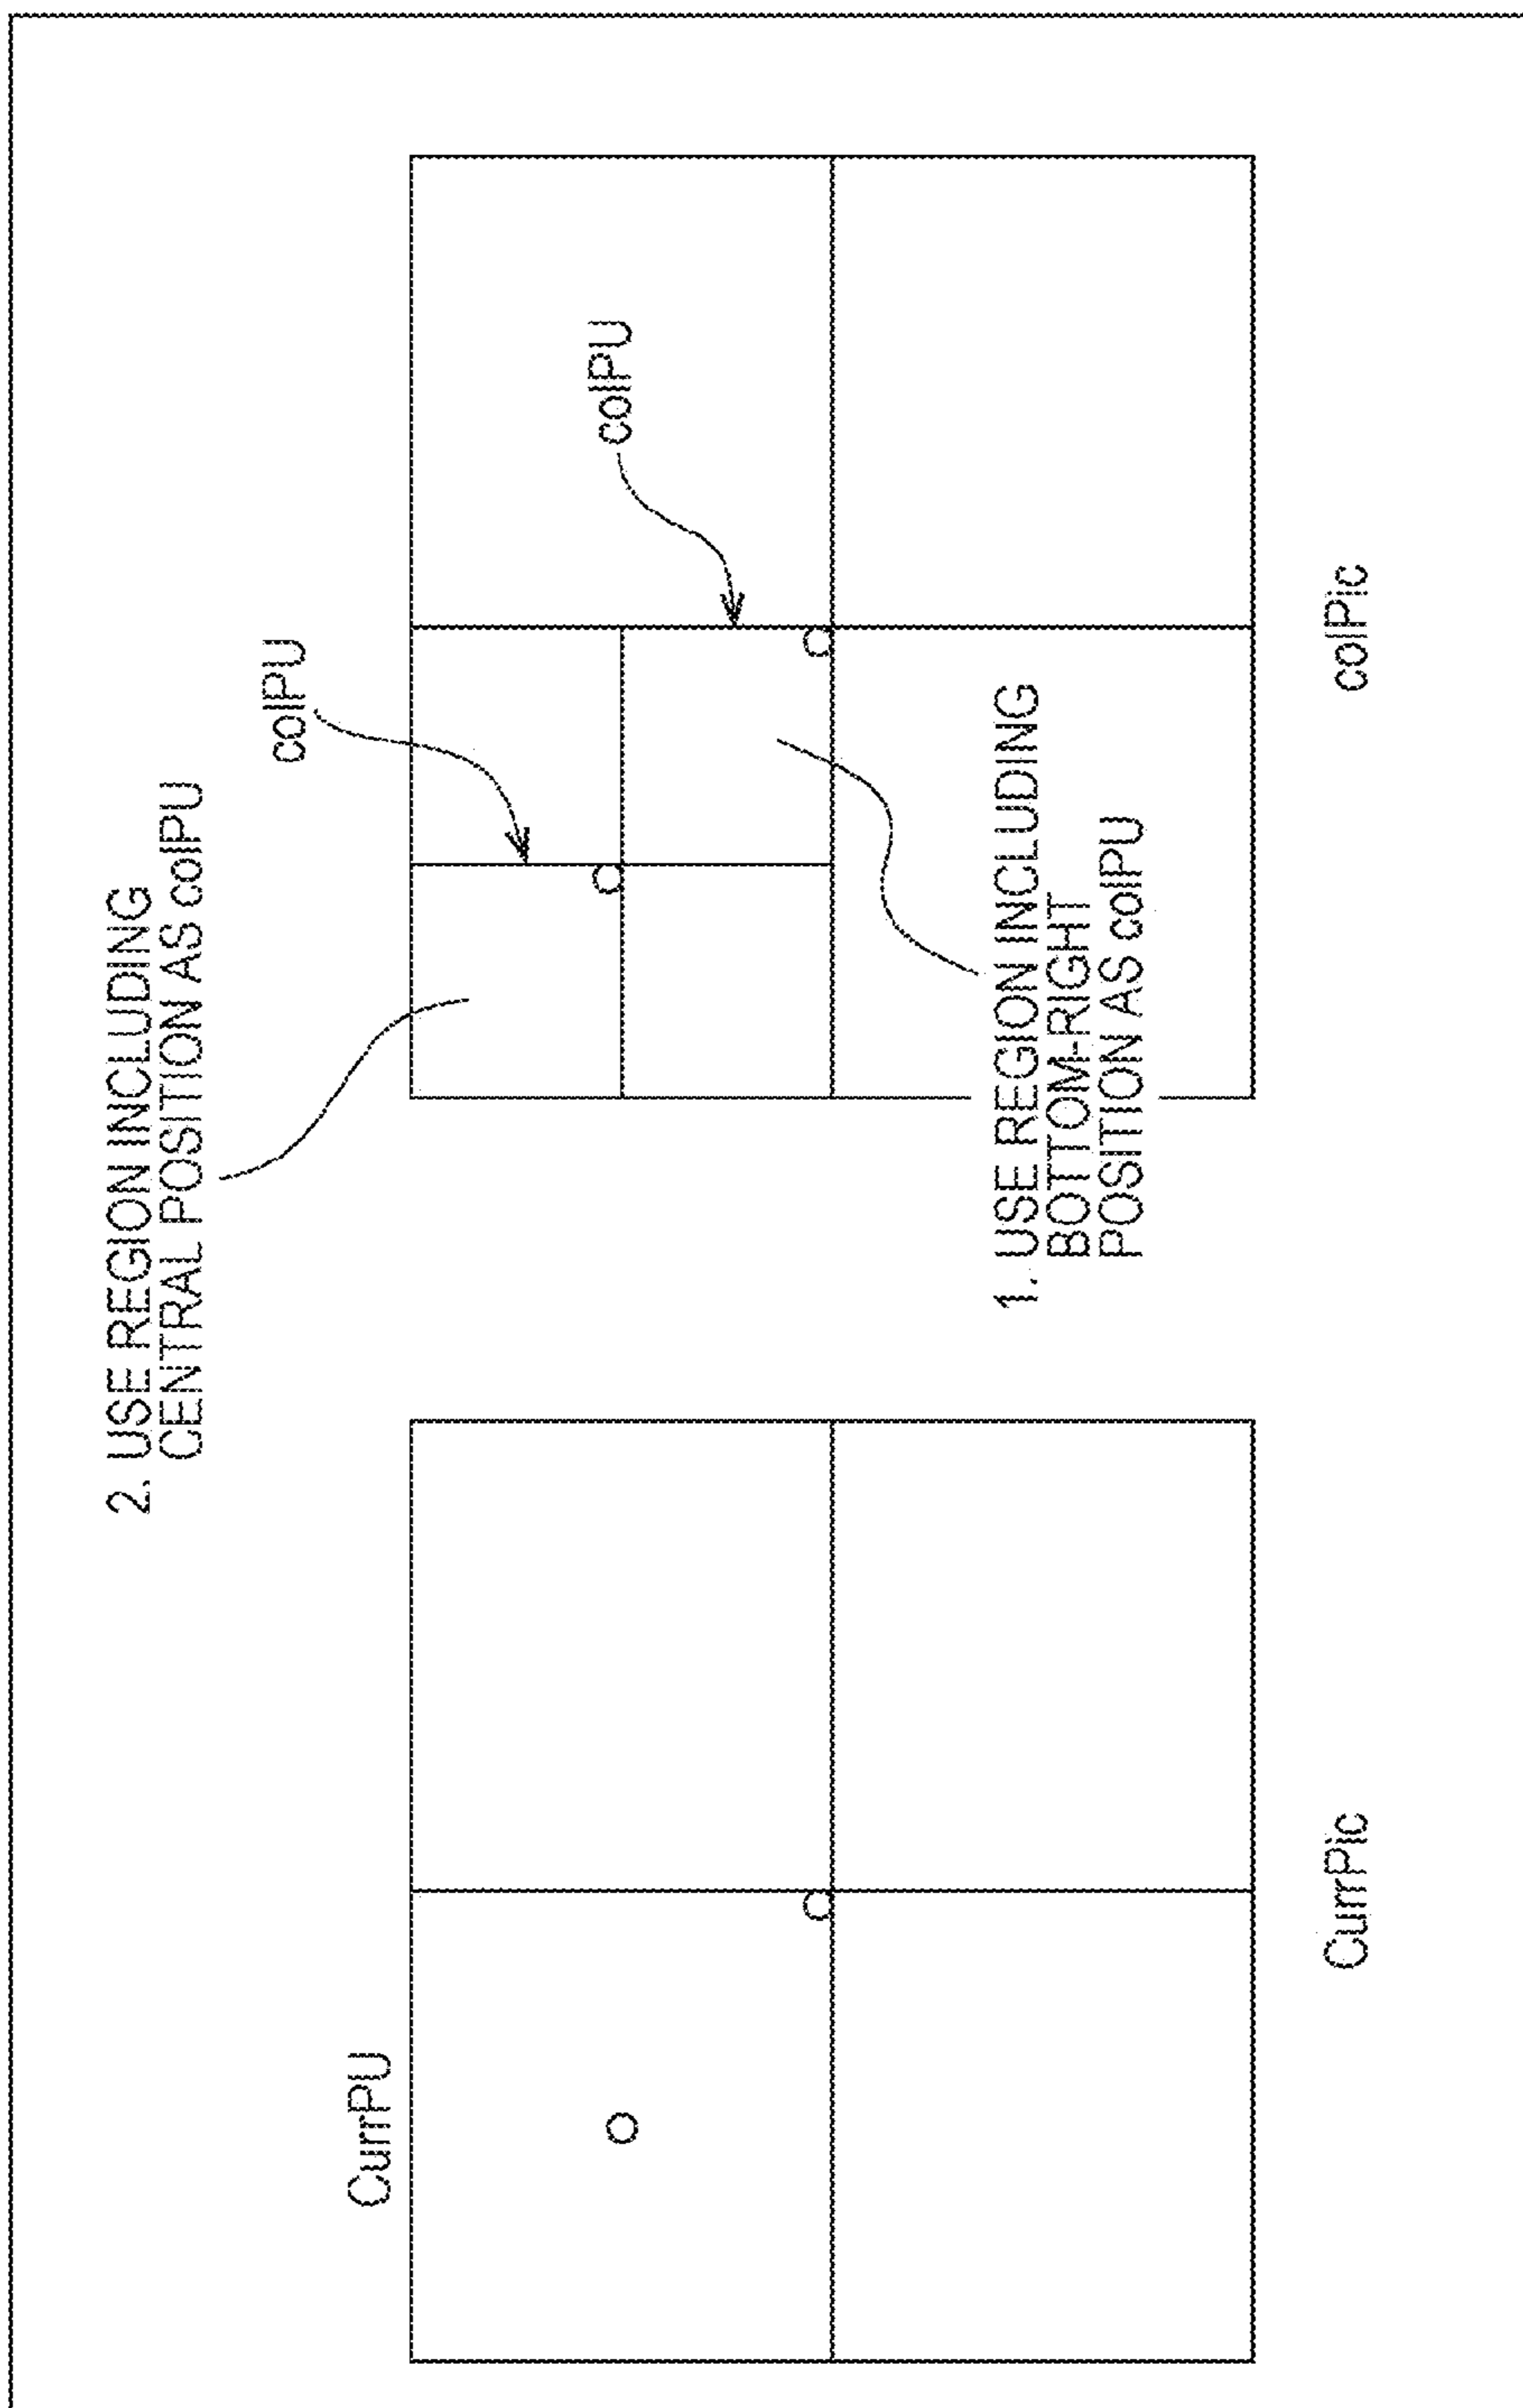 2. USE REGION INCLUDING
CENTRAL POSITION AS colPU
colPU
colPU
CurrPU
1. USE REGION INCLUDING
BOTTOM-RIGHT
POSITION AS colPU
CurrPic
colPic